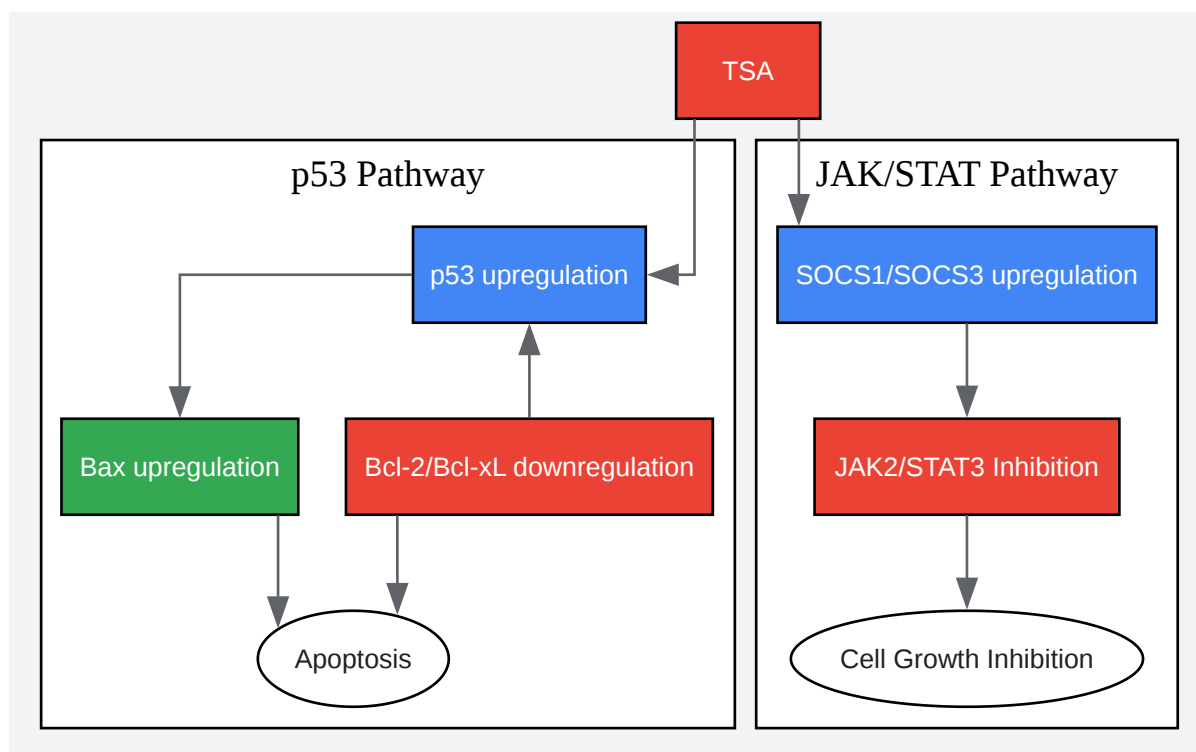 TSA
p53 Pathway
JAK/STAT Pathway
p53 upregulation
SOCS1/SOCS3 upregulation
Bax upregulation
Bcl-2/Bcl-xL downregulation
JAK2/STAT3 Inhibition
Apoptosis
Cell Growth Inhibition